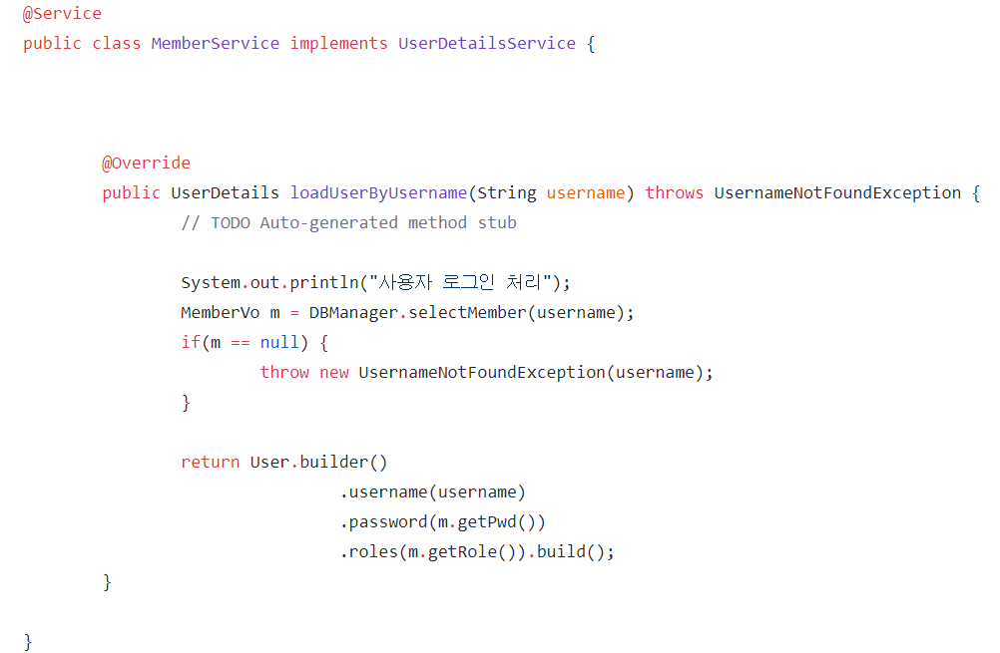 @Service
public class MemberService implements UserDetailsService {
@Override
public UserDetails loadUserByUsername(String username) throws UsernameNotFoundException {
// TODO Auto-generated method stub
System.out.println("사용자 로그인 처리");
MemberVo m = DBManager.selectMember(username);
if(m == null) {
throw new UsernameNotFoundException(username);
}
return User.builder()
.username(username)
.password(m.getPwd())
.roles(m.getRole()).build();
}
}